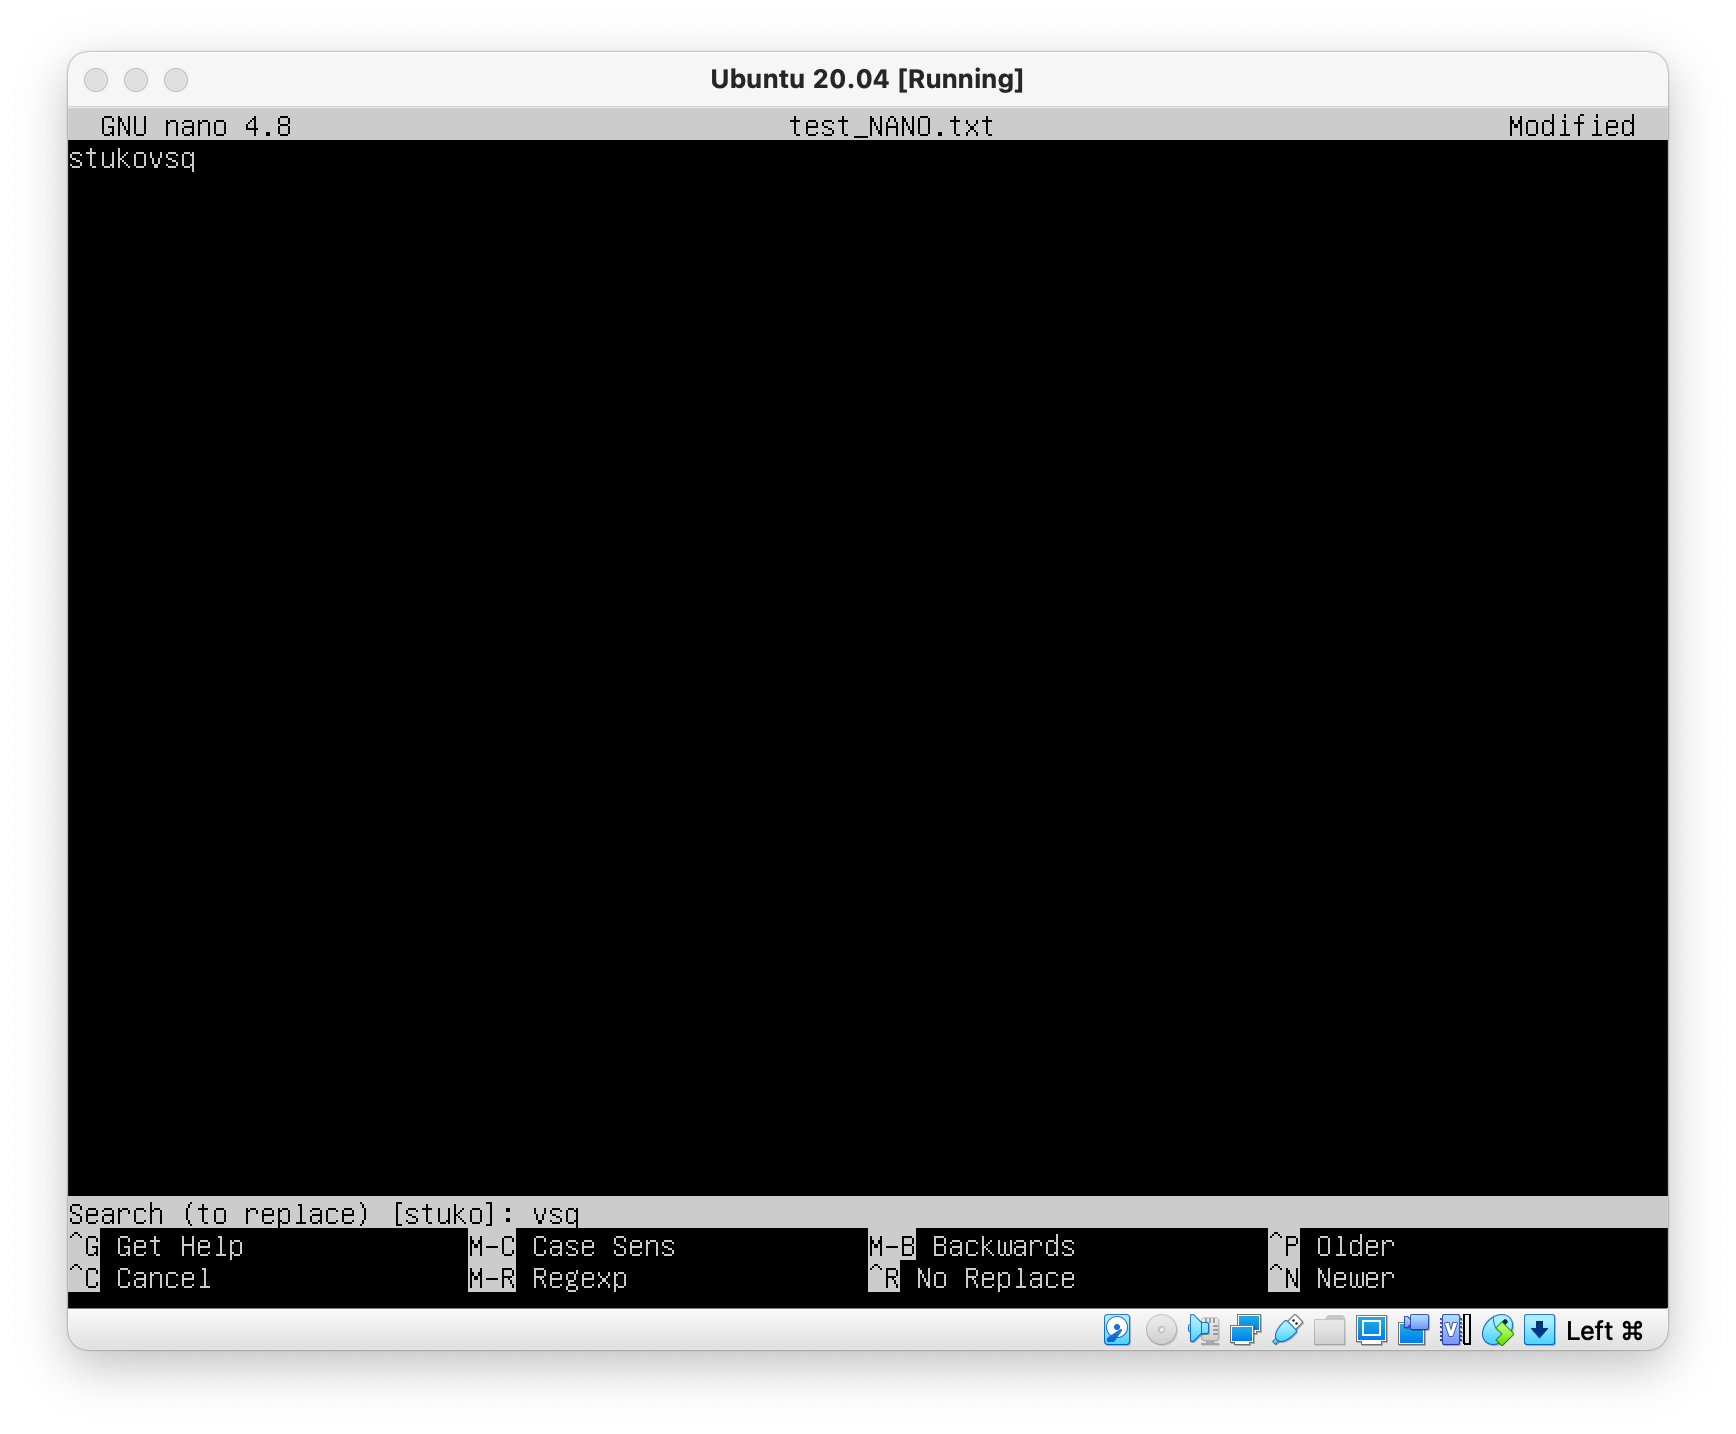 Ubuntu 20.04 [Running]
GNU nano 4.8 test_NANO.txt Modified
stukovsq
Search (to replace) [stuko]: vsq
^G Get Help M-C Case Sens M-B Backwards ^P Older
^C Cancel M-R Regexp ^R No Replace ^N Newer
Left ⌘